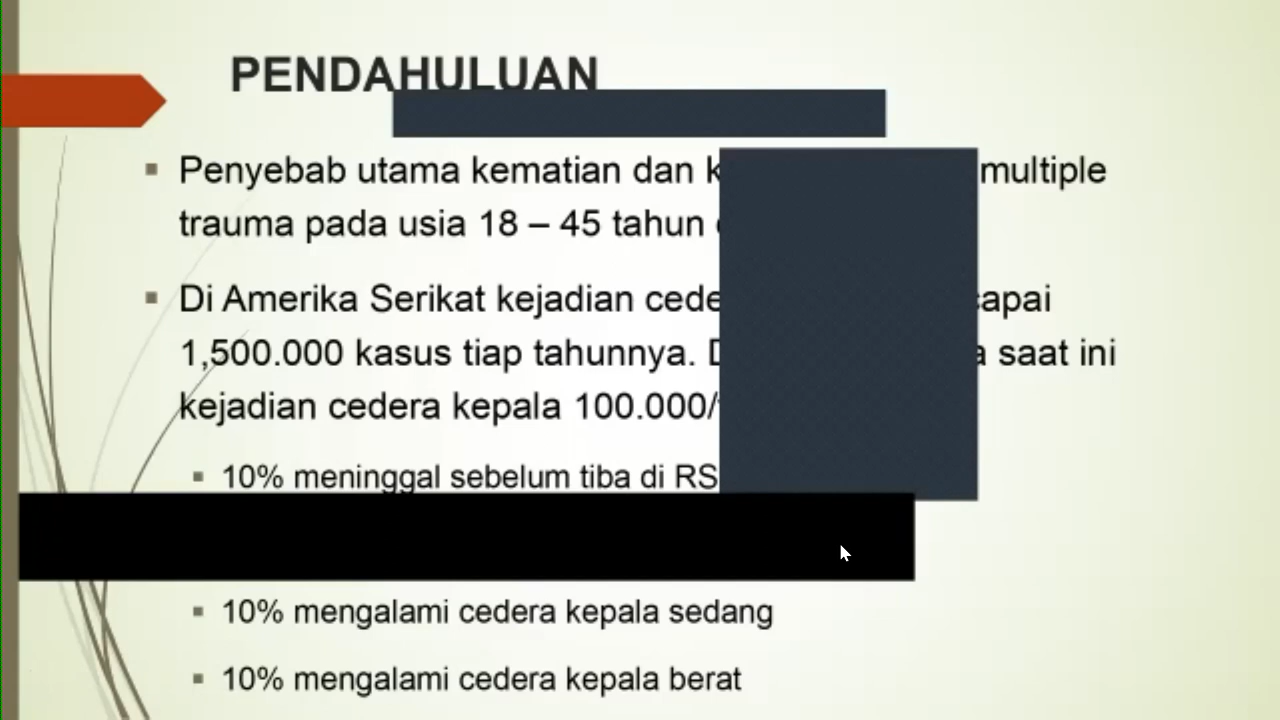 PENDAHULUAN
Penyebab utama kematian dan multiple
trauma pada usia 18 – 45 tahun
Di Amerika Serikat kejadian
1,500.000 kasus tiap tahunnya. saat ini
kejadian cedera kepala 100.000/
10% meninggal sebelum tiba di RS
10% mengalami cedera kepala sedang
10% mengalami cedera kepala berat